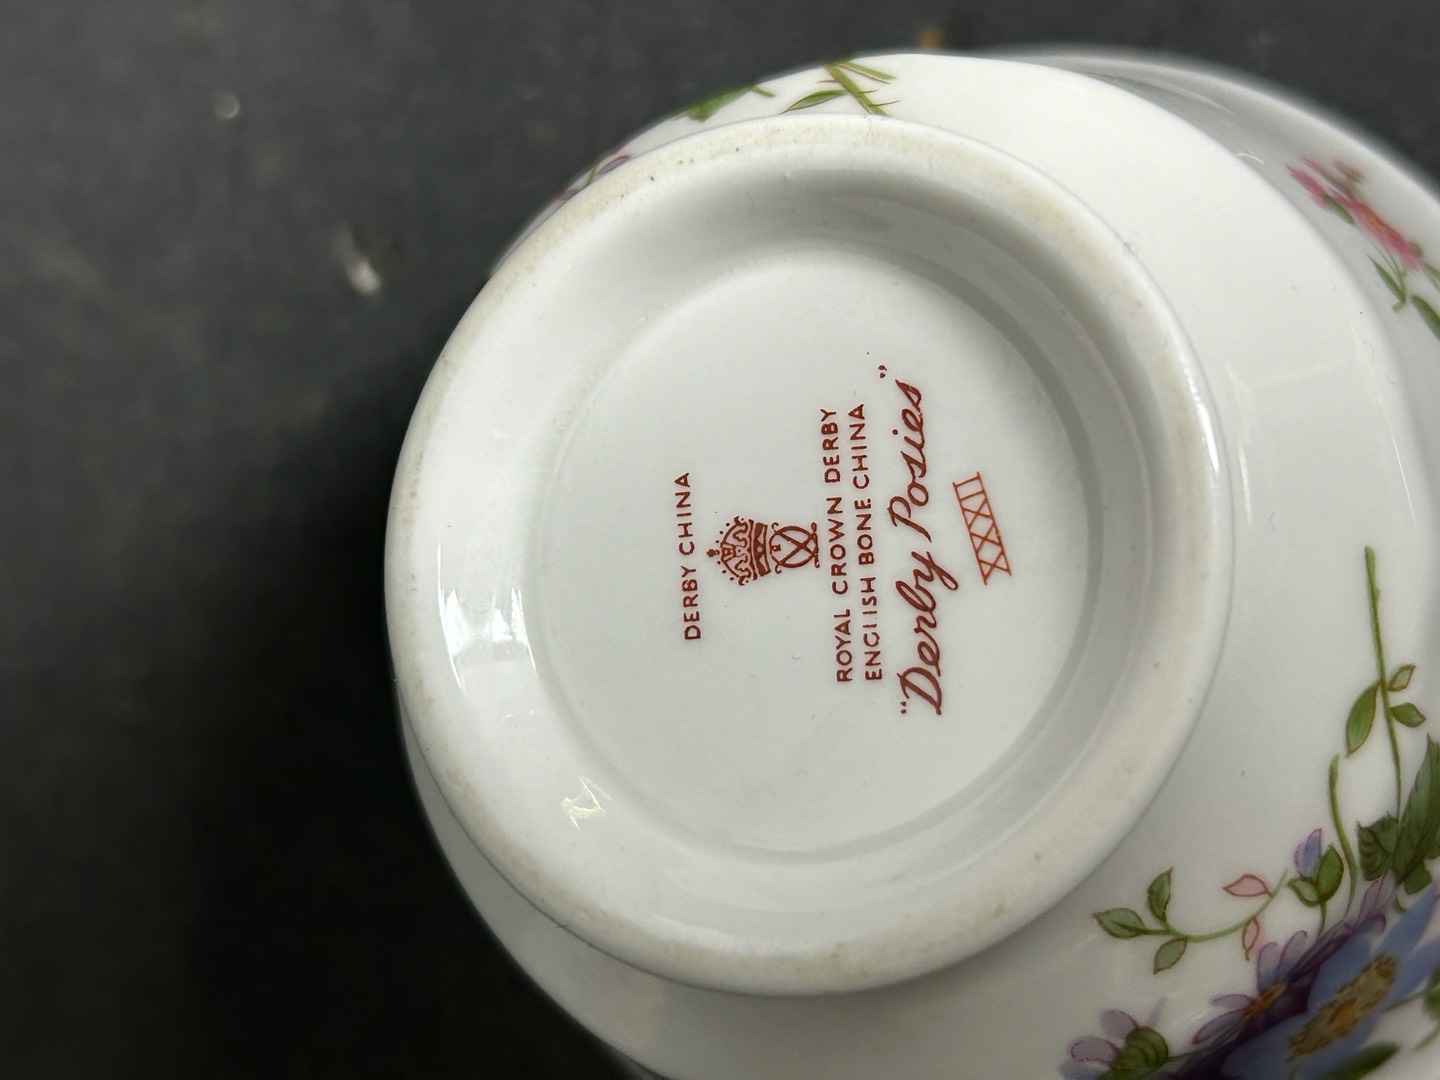 DERBY CHINA
ROYAL CROWN DERBY
ENGLISH BONE CHINA
"Derby Posies"
XXXII